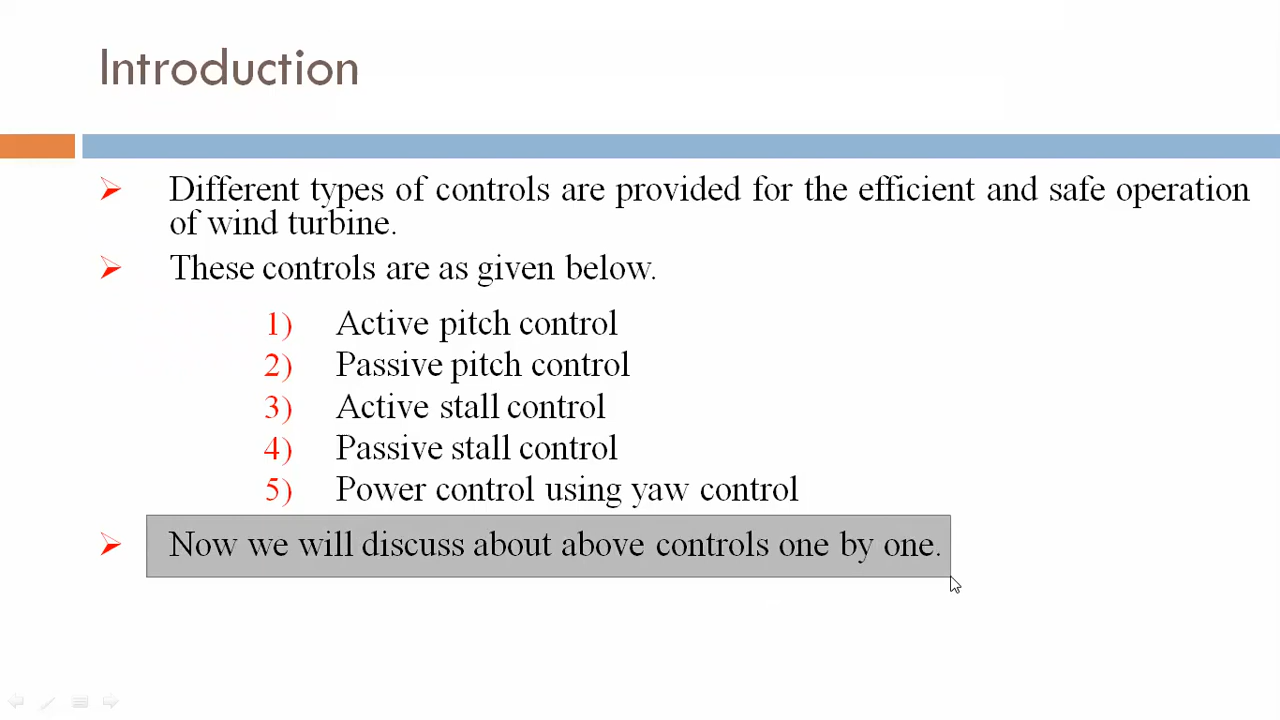 Introduction
Different types of controls are provided for the efficient and safe operation
of wind turbine.
These controls are as given below.
1) Active pitch control
2) Passive pitch control
3) Active stall control
4) Passive stall control
5) Power control using yaw control
Now we will discuss about above controls one by one.